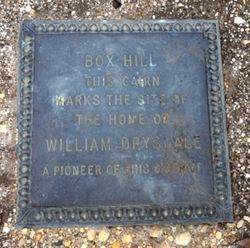 BOX HILL
THIS CAIRN
MARKS THE SITE OF
THE HOME OF
WILLIAM DRYSDALE
A PIONEER OF THIS DISTRICT